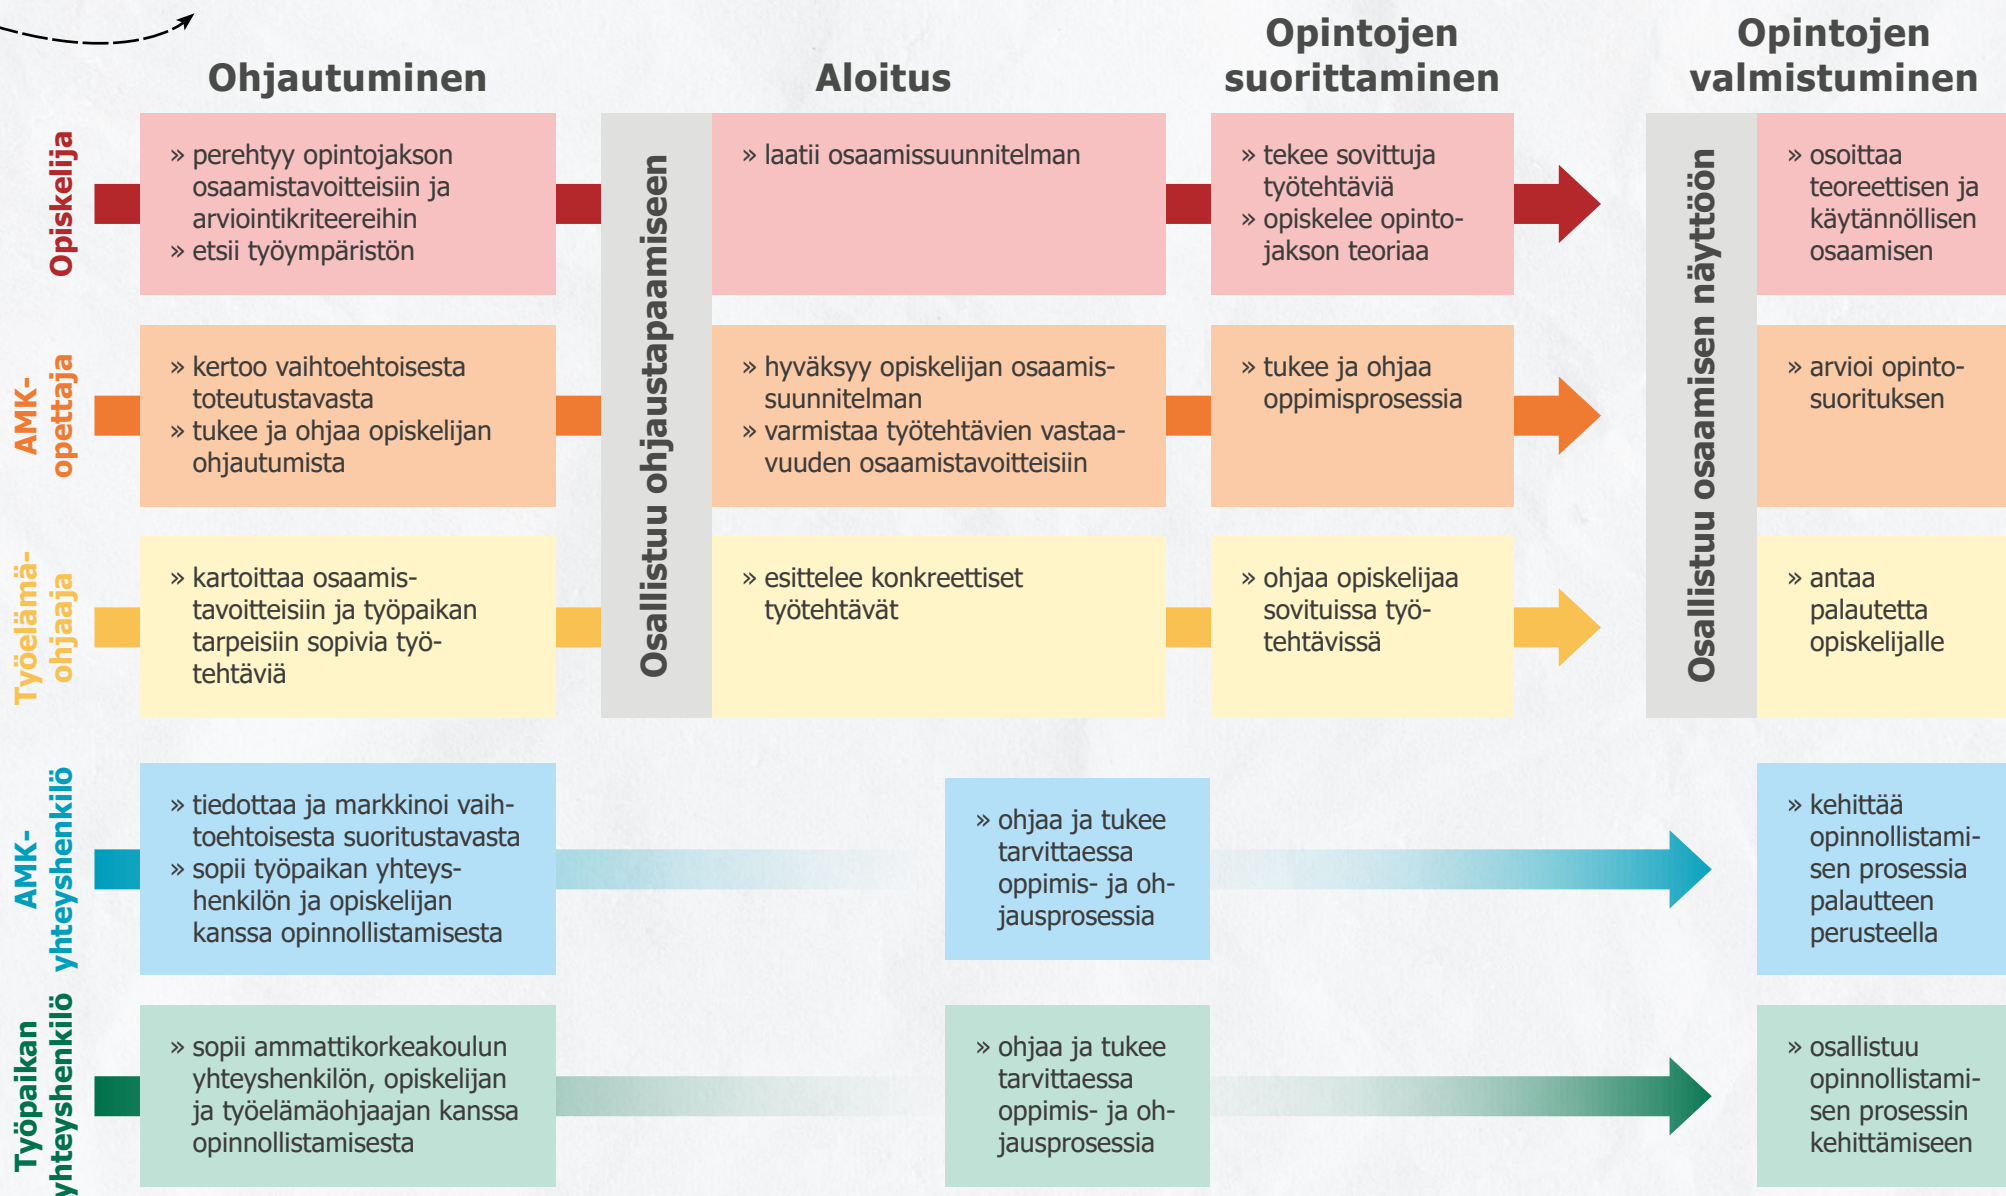 Ohjautuminen
Aloitus
Opintojen
suorittaminen
Opintojen
valmistuminen
Opiskelija
» perehtyy opintojakson
osaamistavoitteisiin ja
arviointikriteereihin
» etsii työympäristön
Osallistuu ohjaustapaamiseen
» laatii osaamissuunnitelman
» tekee sovittuja
työtehtäviä
» opiskelee opinto-
jakson teoriaa
Osallistuu osaamisen näyttöön
» osoittaa
teoreettisen ja
käytännöllisen
osaamisen
AMK-
opettaja
» kertoo vaihtoehtoisesta
toteutustavasta
» tukee ja ohjaa opiskelijan
ohjautumista
» hyväksyy opiskelijan osaamis-
suunnitelman
» varmistaa työtehtävien vastaa-
vuuden osaamistavoitteisiin
» tukee ja ohjaa
oppimisprosessia
» arvioi opinto-
suorituksen
Työelämä-
ohjaaja
» kartoittaa osaamis-
tavoitteisiin ja työpaikan
tarpeisiin sopivia työ-
tehtäviä
» esittelee konkreettiset
työtehtävät
» ohjaa opiskelijaa
sovituissa työ-
tehtävissä
» antaa
palautetta
opiskelijalle
AMK-
yhteyshenkilö
» tiedottaa ja markkinoi vaih-
toehtoisesta suoritustavasta
» sopii työpaikan yhteys-
henkilön ja opiskelijan
kanssa opinnollistamisesta
» ohjaa ja tukee
tarvittaessa
oppimis- ja oh-
jausprosessia
» kehittää
opinnollistami-
sen prosessia
palautteen
perusteella
Työpaikan
yhteyshenkilö
» sopii ammattikorkeakoulun
yhteyshenkilön, opiskelijan
ja työelämäohjaajan kanssa
opinnollistamisesta
» ohjaa ja tukee
tarvittaessa
oppimis- ja oh-
jausprosessia
» osallistuu
opinnollistami-
sen prosessin
kehittämiseen